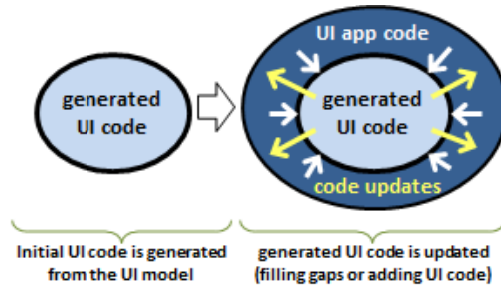 generated
UI code
UI app code
generated
UI code
code updates
Initial UI code is generated
from the UI model
generated UI code is updated
(filling gaps or adding UI code)